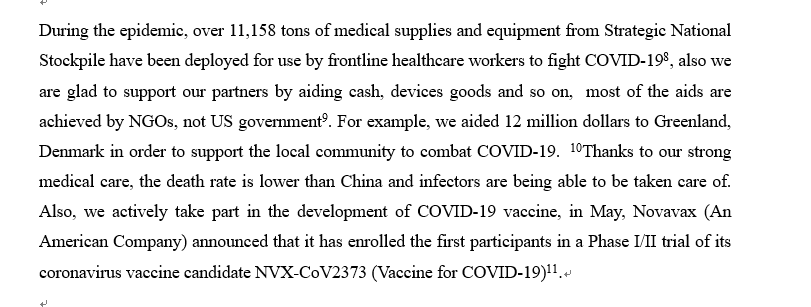 During the epidemic, over 11,158 tons of medical supplies and equipment from Strategic National
Stockpile have been deployed for use by frontline healthcare workers to fight COVID-19⁸, also we
are glad to support our partners by aiding cash, devices goods and so on,  most of the aids are
achieved by NGOs, not US government⁹. For example, we aided 12 million dollars to Greenland,
Denmark in order to support the local community to combat COVID-19.  ¹⁰Thanks to our strong
medical care, the death rate is lower than China and infectors are being able to be taken care of.
Also, we actively take part in the development of COVID-19 vaccine, in May, Novavax (An
American Company) announced that it has enrolled the first participants in a Phase I/II trial of its
coronavirus vaccine candidate NVX-CoV2373 (Vaccine for COVID-19)¹¹.